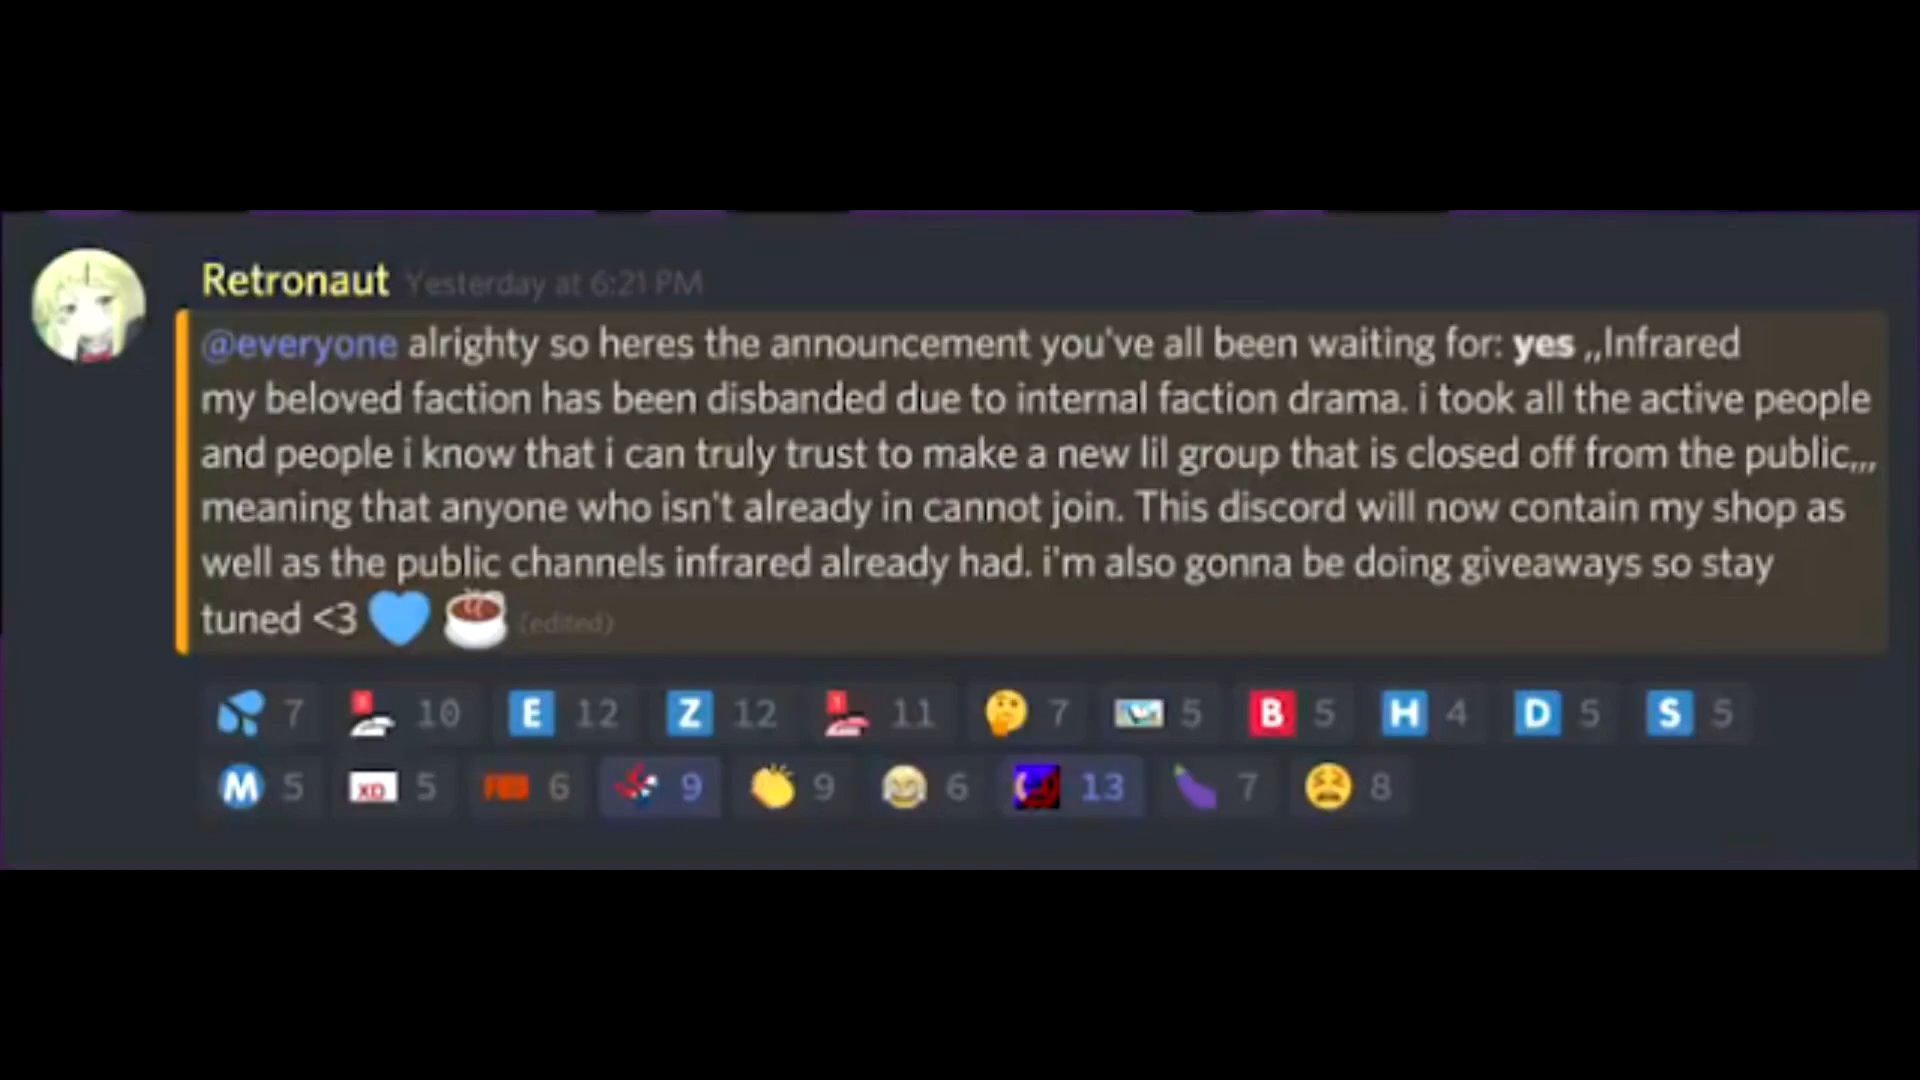 Retronaut Yesterday at 6:21 PM
@everyone alrighty so heres the announcement you've all been waiting for: yes ,,Infrared
my beloved faction has been disbanded due to internal faction drama. i took all the active people
and people i know that i can truly trust to make a new lil group that is closed off from the public,,,
meaning that anyone who isn't already in cannot join. This discord will now contain my shop as
well as the public channels infrared already had. i'm also gonna be doing giveaways so stay
tuned <3 (edited)
7 10 E 12 Z 12 11 7 5 B 5 H 4 D 5 S 5
M 5 XD 5 6 9 9 6 13 7 8